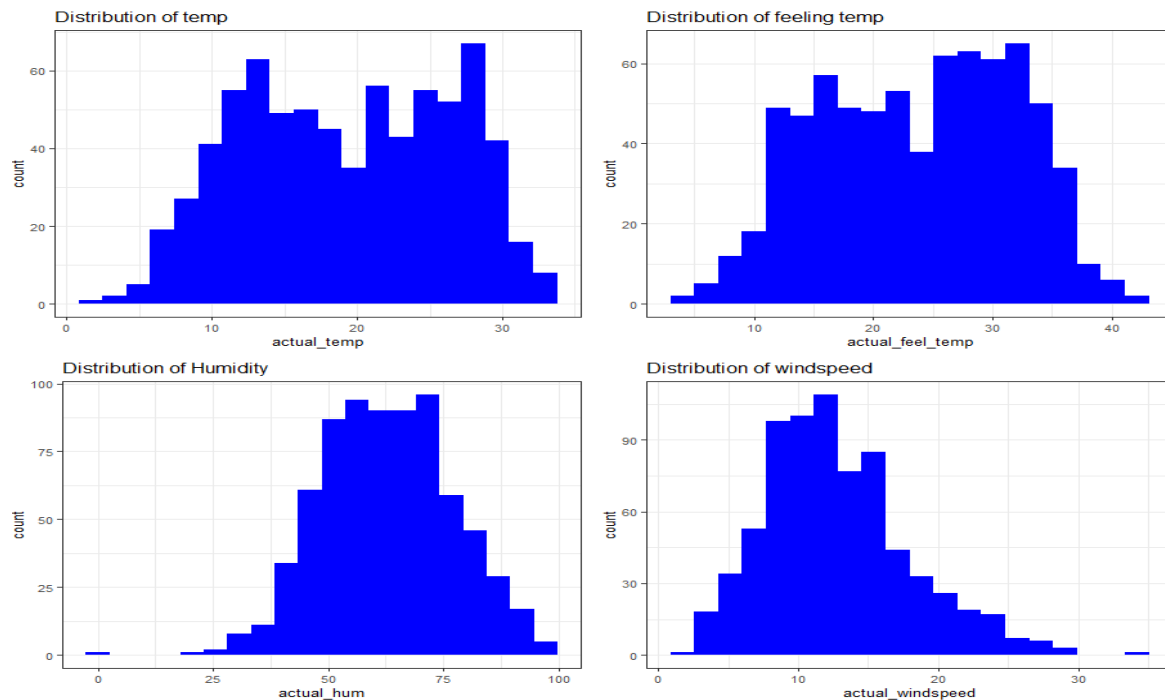 Distribution of temp
60
40
20
0
count
0 10 20 30
actual_temp
Distribution of feeling temp
60
40
20
0
count
10 20 30 40
actual_feel_temp
Distribution of Humidity
100
75
50
25
0
count
0 25 50 75 100
actual_hum
Distribution of windspeed
90
60
30
0
count
0 10 20 30
actual_windspeed